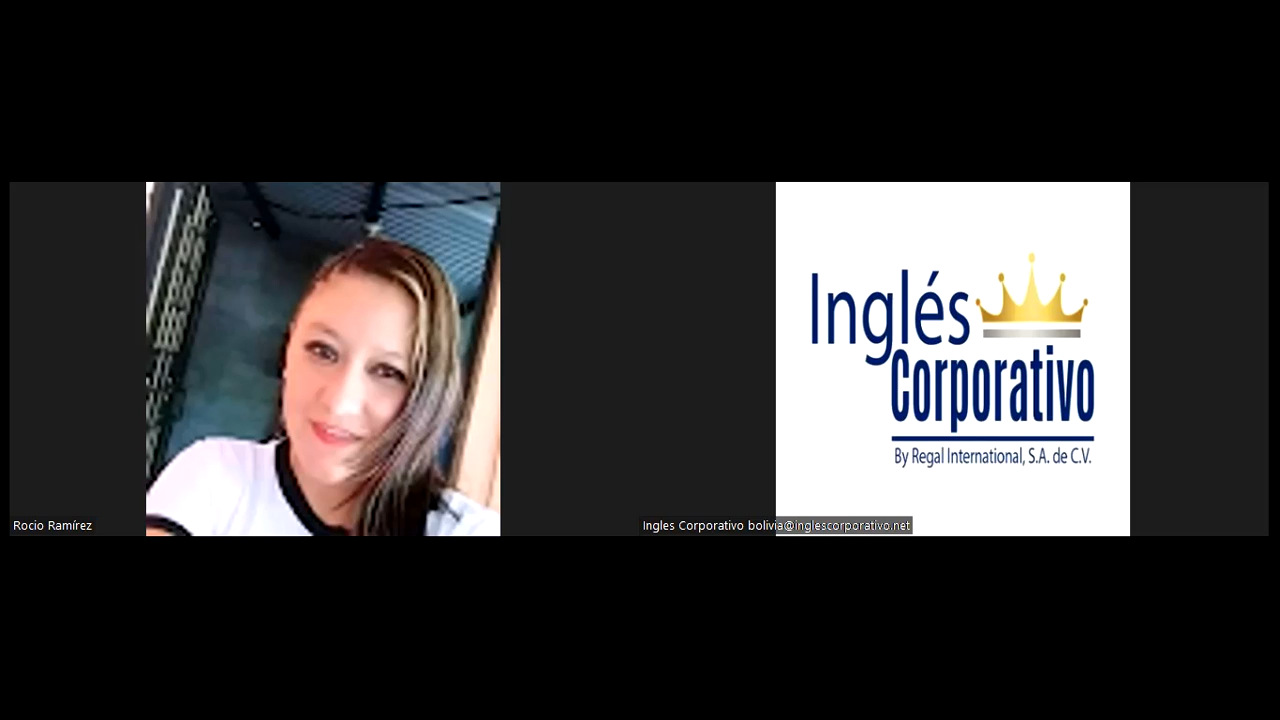 Inglés
Corporativo
By Regal International, S.A. de C.V.
Rocio Ramírez
Ingles Corporativo bolivia@inglescorporativo.net